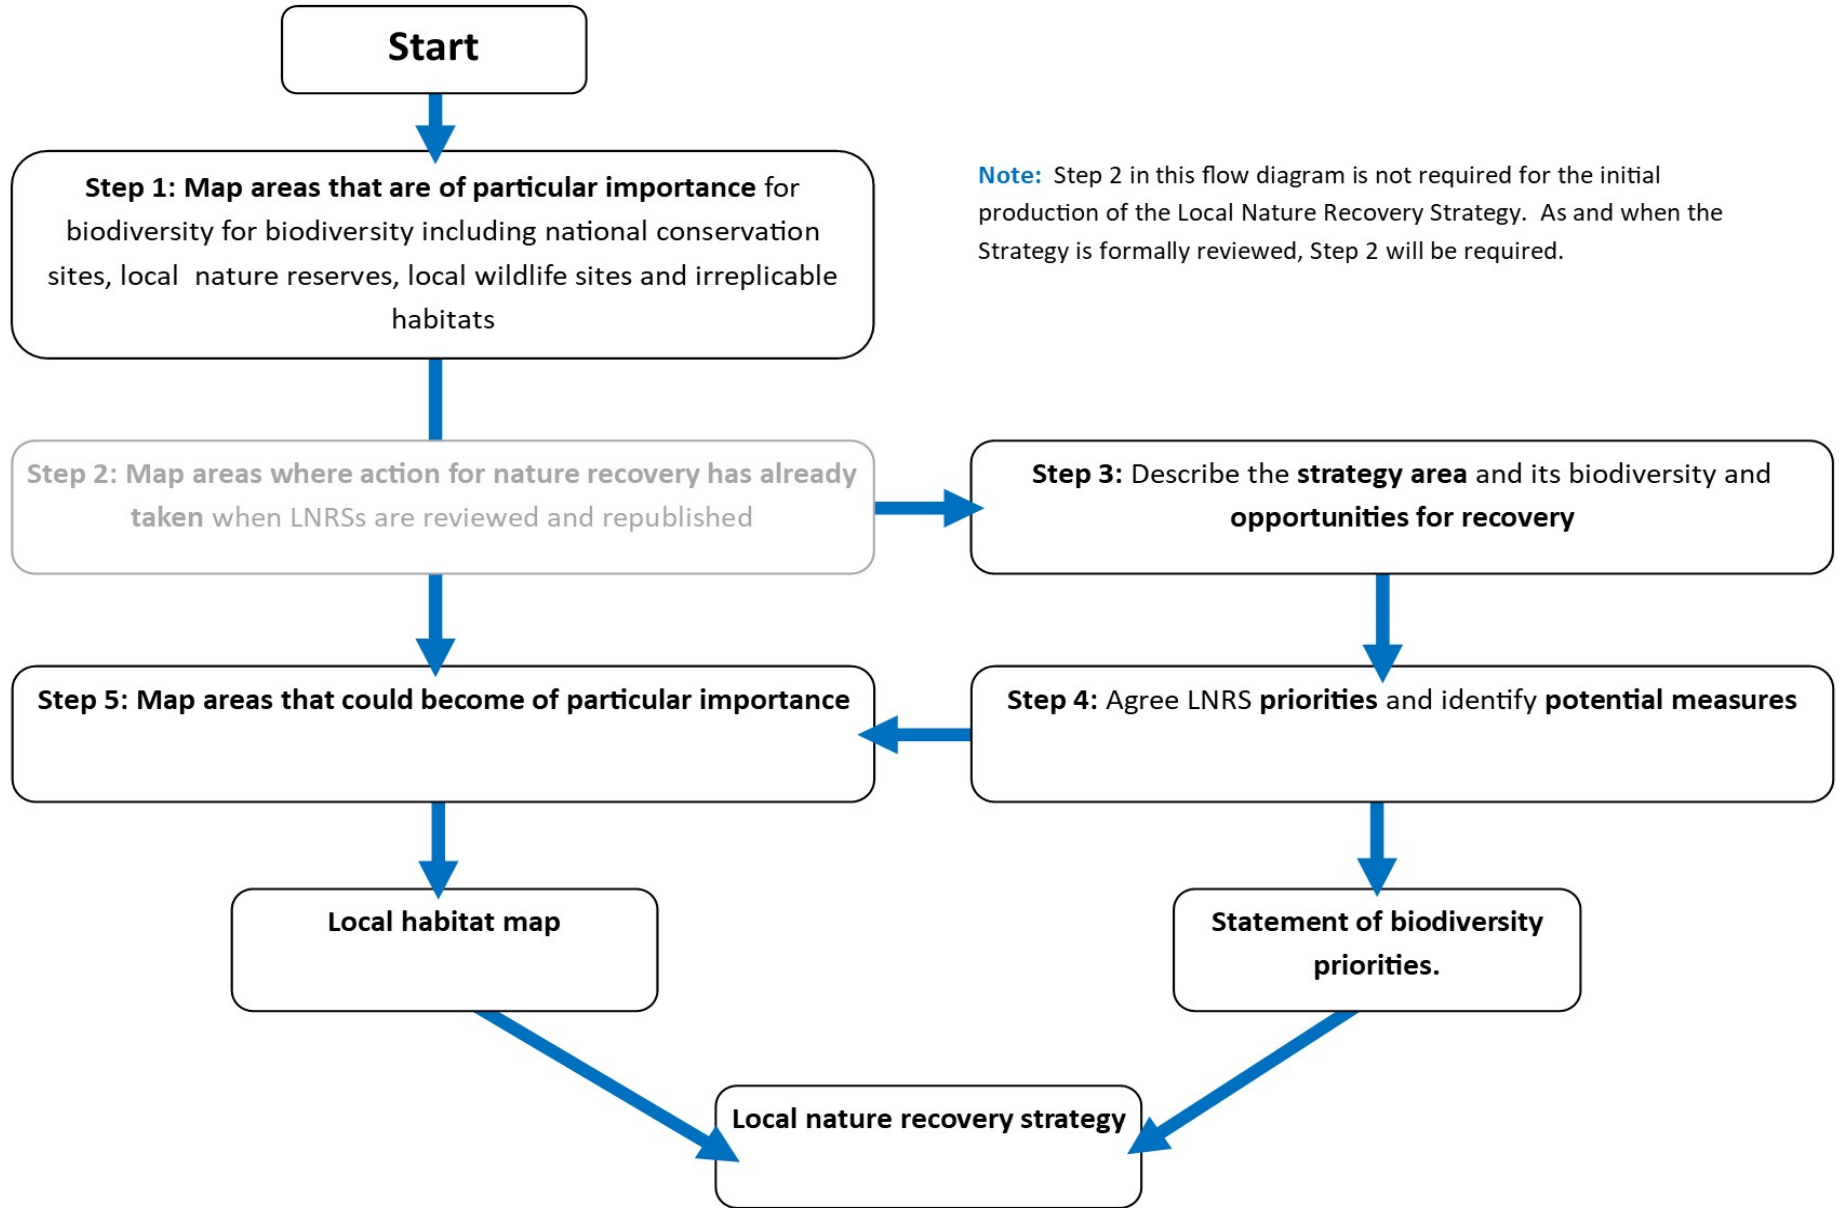 Start
Step 1: Map areas that are of particular importance for
biodiversity for biodiversity including national conservation
sites, local  nature reserves, local wildlife sites and irreplicable
habitats
Note:  Step 2 in this flow diagram is not required for the initial
production of the Local Nature Recovery Strategy.  As and when the
Strategy is formally reviewed, Step 2 will be required.
Step 2: Map areas where action for nature recovery has already
taken when LNRSs are reviewed and republished
Step 3: Describe the strategy area and its biodiversity and
opportunities for recovery
Step 5: Map areas that could become of particular importance
Step 4: Agree LNRS priorities and identify potential measures
Local habitat map
Statement of biodiversity
priorities.
Local nature recovery strategy